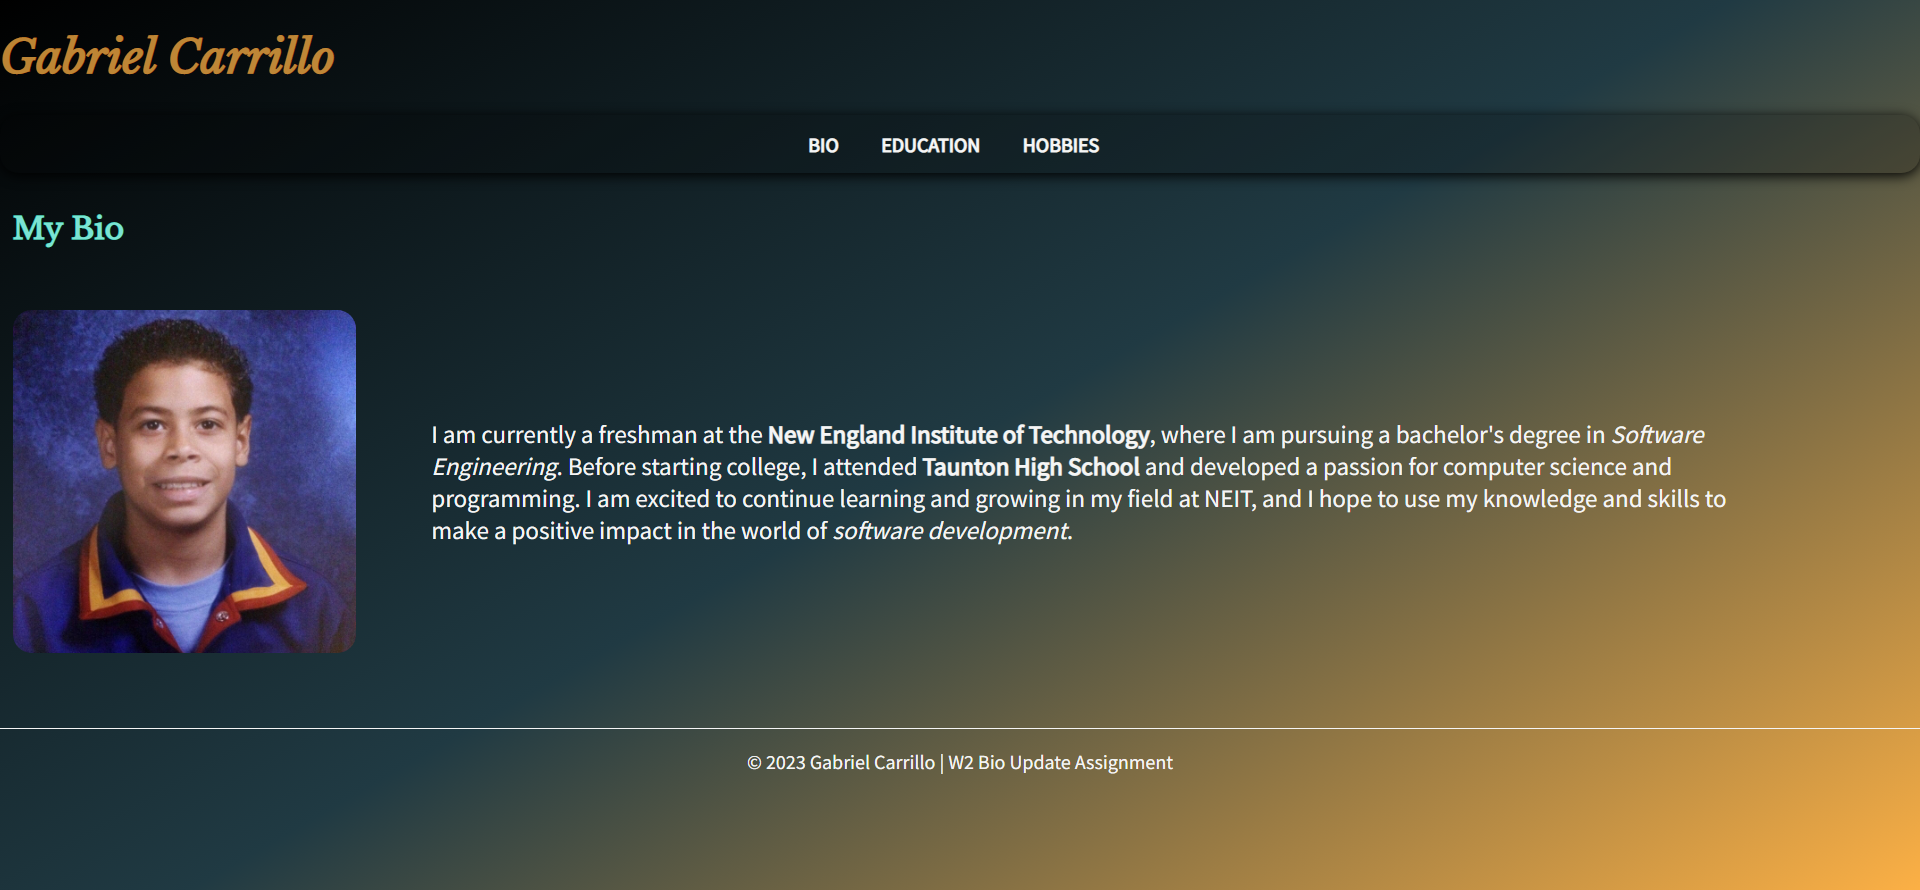 Gabriel Carrillo
BIO EDUCATION HOBBIES
My Bio
I am currently a freshman at the New England Institute of Technology, where I am pursuing a bachelor's degree in Software
Engineering. Before starting college, I attended Taunton High School and developed a passion for computer science and
programming. I am excited to continue learning and growing in my field at NEIT, and I hope to use my knowledge and skills to
make a positive impact in the world of software development.
© 2023 Gabriel Carrillo | W2 Bio Update Assignment